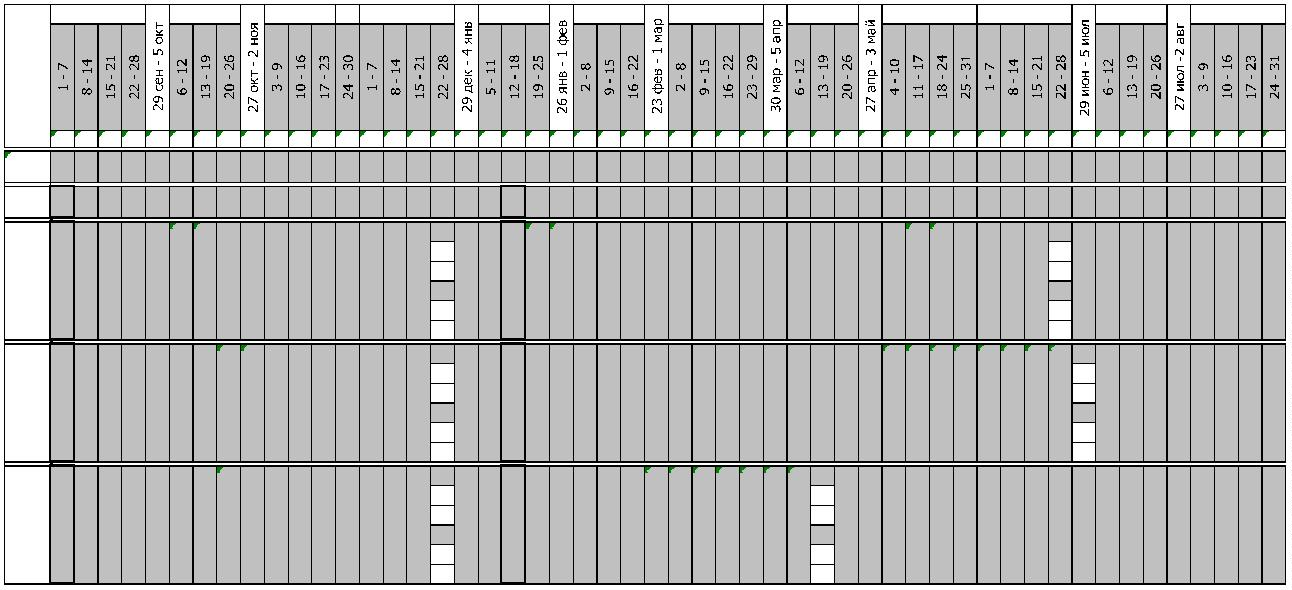 1 - 7
8 - 14
15 - 21
22 - 28
29 сен - 5 окт
6 - 12
13 - 19
20 - 26
27 окт - 2 ноя
3 - 9
10 - 16
17 - 23
24 - 30
1 - 7
8 - 14
15 - 21
22 - 28
29 дек - 4 янв
5 - 11
12 - 18
19 - 25
26 янв - 1 фев
2 - 8
9 - 15
16 - 22
23 фев - 1 мар
2 - 8
9 - 15
16 - 22
23 - 29
30 мар - 5 апр
6 - 12
13 - 19
20 - 26
27 апр - 3 май
4 - 10
11 - 17
18 - 24
25 - 31
1 - 7
8 - 14
15 - 21
22 - 28
29 июн - 5 июл
6 - 12
13 - 19
20 - 26
27 июл -2 авг
3 - 9
10 - 16
17 - 23
24 - 31